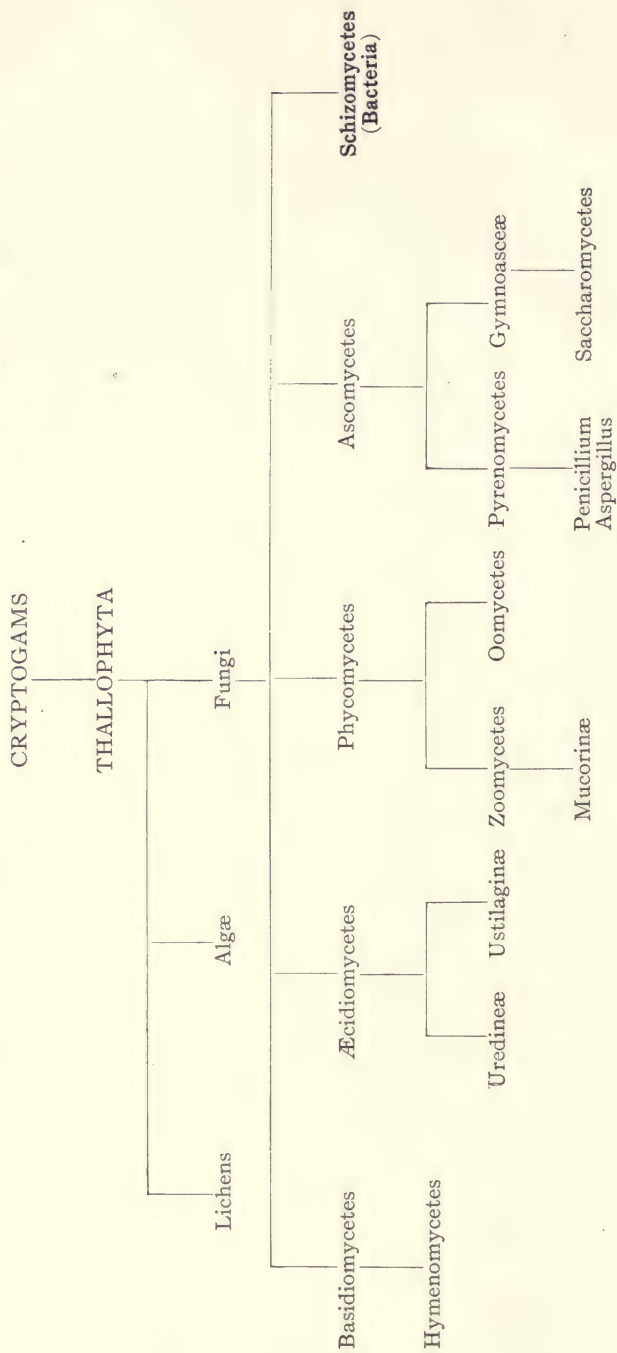 CRYPTOGAMS
THALLOPHYTA
Lichens
Algæ
Fungi
Basidiomycetes
Æcidiomycetes
Phycomycetes
Ascomycetes
Schizomycetes
(Bacteria)
Hymenomycetes
Uredineæ
Ustilaginæ
Zoomycetes
Oomycetes
Pyrenomycetes
Gymnoasceæ
Mucorinæ
Penicillium
Aspergillus
Saccharomycetes